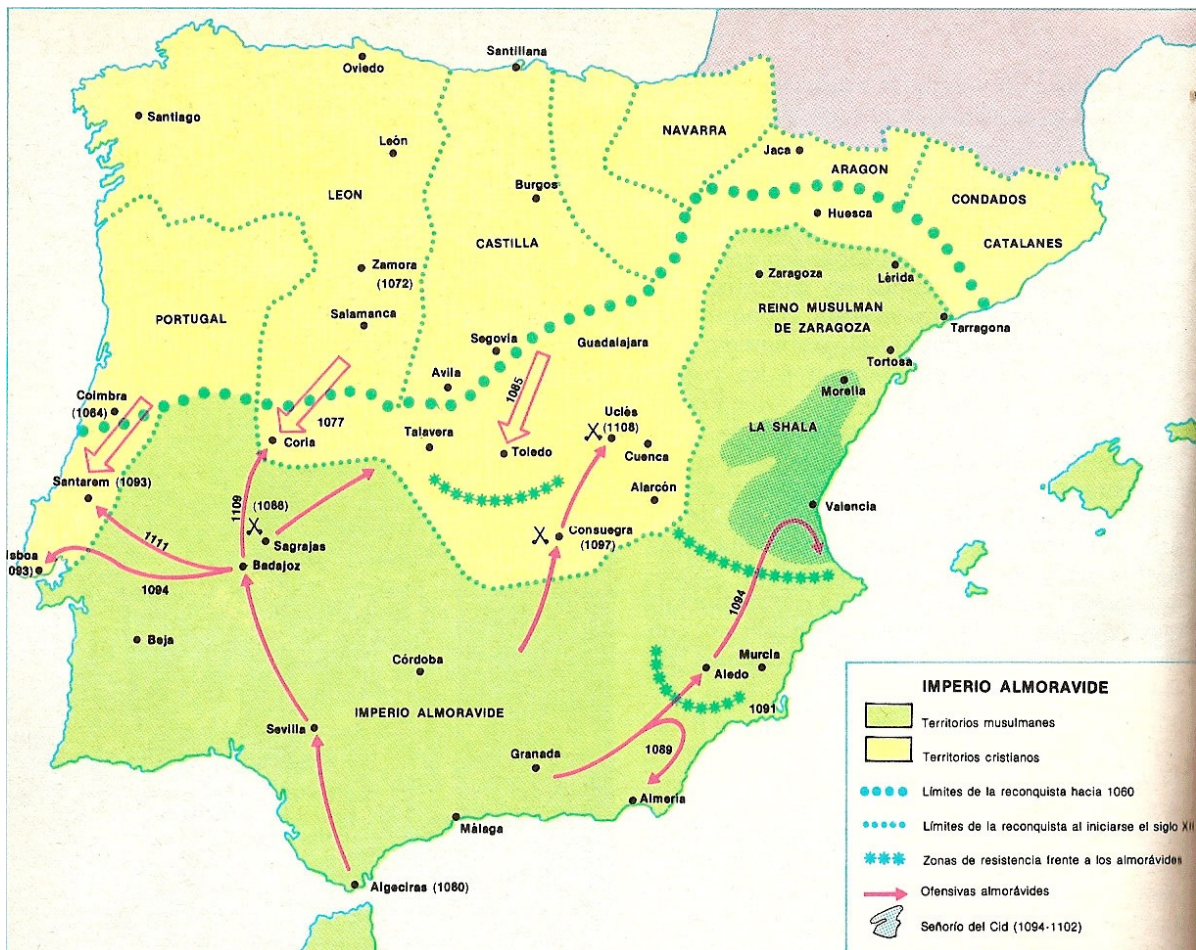 Santillana
Oviedo
Santiago
NAVARRA
León
Jaca
ARAGON
LEON
Burgos
CONDADOS
Huesca
CASTILLA
CATALANES
Zamora
(1072)
Zaragoza
Lérida
REINO MUSULMAN
DE ZARAGOZA
Salamanca
PORTUGAL
Tarragona
Segovia
Guadalajara
Tortosa
Avila
1085
Morella
Coimbra
(1064)
1077
Uclés
(1108)
LA SHALA
Coria
Talavera
Toledo
Cuenca
Santarem (1093)
Alarcón
1109
(1086)
Valencia
1111
Sagrajas
Consuegra
(1097)
isboa
093)
Badajoz
1094
1094
Beja
Murcia
Córdoba
Aledo
IMPERIO ALMORAVIDE
1091
Sevilla
1089
Granada
Almería
Málaga
Algeciras (1080)
IMPERIO ALMORAVIDE
Territorios musulmanes
Territorios cristianos
Límites de la reconquista hacia 1060
Límites de la reconquista al iniciarse el siglo XII
Zonas de resistencia frente a los almorávides
Ofensivas almorávides
Señorío del Cid (1094-1102)